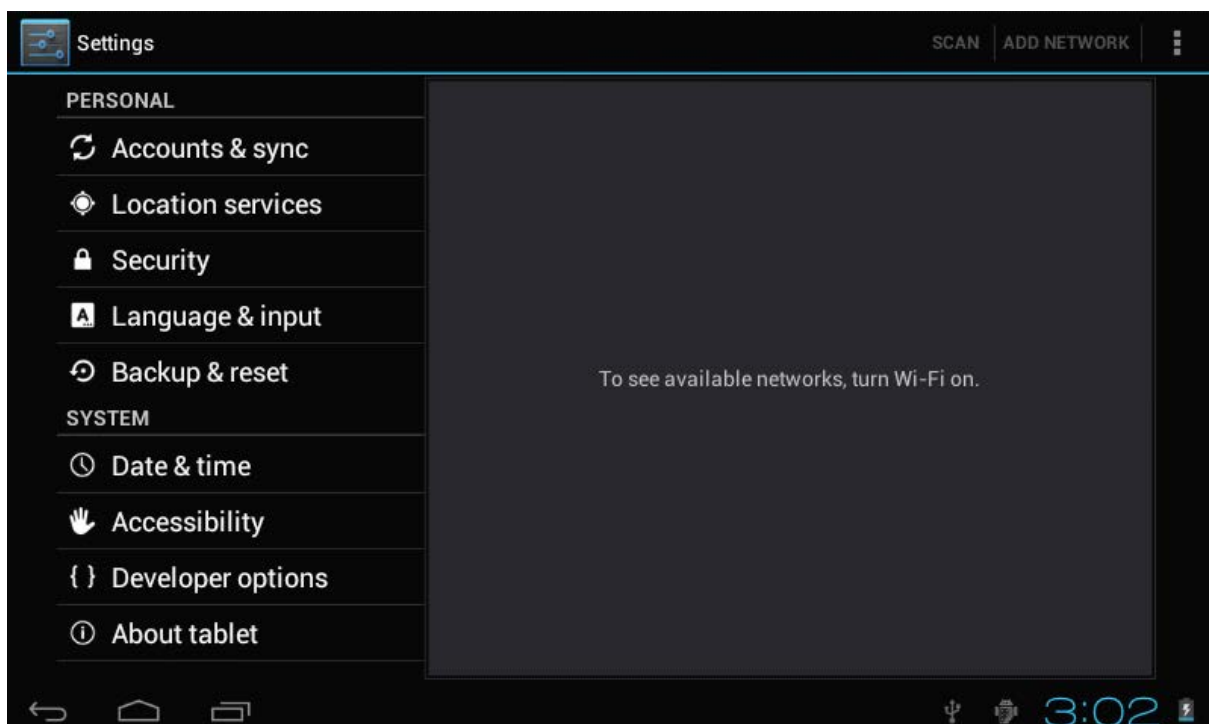 Settings
SCAN
ADD NETWORK
PERSONAL
Accounts & sync
Location services
Security
Language & input
Backup & reset
SYSTEM
Date & time
Accessibility
{ } Developer options
About tablet
To see available networks, turn Wi-Fi on.
3:02